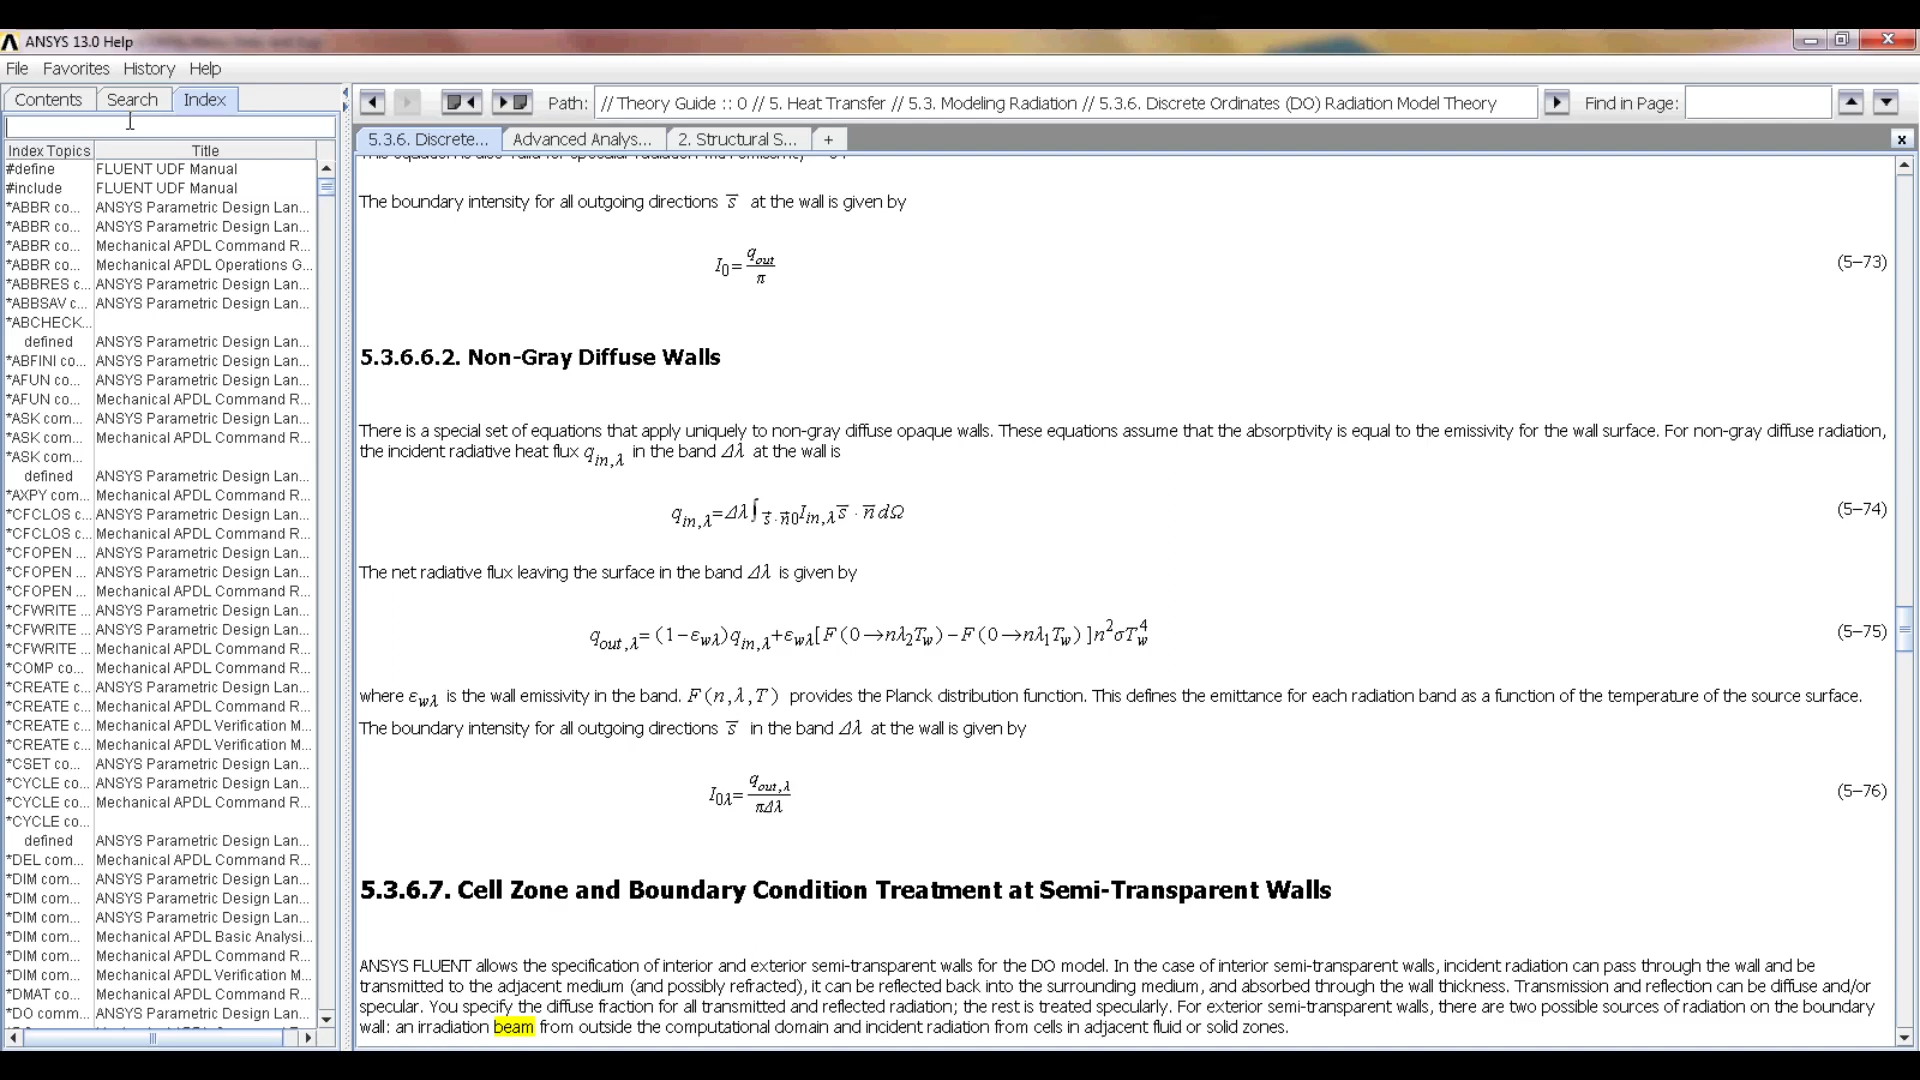 ANSYS 13.0 Help
File Favorites History Help
Contents Search Index
Path: // Theory Guide :: 0 // 5. Heat Transfer // 5.3. Modeling Radiation // 5.3.6. Discrete Ordinates (DO) Radiation Model Theory Find in Page:
5.3.6. Discrete... Advanced Analys... 2. Structural S... +
Index Topics Title
#define FLUENT UDF Manual
#include FLUENT UDF Manual
*ABBR co... ANSYS Parametric Design Lan...
*ABBR co... ANSYS Parametric Design Lan...
*ABBR co... Mechanical APDL Command R...
*ABBR co... Mechanical APDL Operations G...
*ABBRES c... ANSYS Parametric Design Lan...
*ABBSAV c... ANSYS Parametric Design Lan...
*ABCHECK...
defined ANSYS Parametric Design Lan...
*ABFINI co... ANSYS Parametric Design Lan...
*AFUN co... ANSYS Parametric Design Lan...
*AFUN co... Mechanical APDL Command R...
*ASK com... ANSYS Parametric Design Lan...
*ASK com... Mechanical APDL Command R...
*ASK com...
defined ANSYS Parametric Design Lan...
*AXPY com... Mechanical APDL Command R...
*CFCLOS c... ANSYS Parametric Design Lan...
*CFCLOS c... Mechanical APDL Command R...
*CFOPEN ... ANSYS Parametric Design Lan...
*CFOPEN ... ANSYS Parametric Design Lan...
*CFOPEN ... Mechanical APDL Command R...
*CFWRITE ... ANSYS Parametric Design Lan...
*CFWRITE ... ANSYS Parametric Design Lan...
*CFWRITE ... Mechanical APDL Command R...
*COMP co... Mechanical APDL Command R...
*CREATE c... ANSYS Parametric Design Lan...
*CREATE c... Mechanical APDL Command R...
*CREATE c... Mechanical APDL Verification M...
*CREATE c... Mechanical APDL Verification M...
*CSET co... ANSYS Parametric Design Lan...
*CYCLE co... ANSYS Parametric Design Lan...
*CYCLE co... Mechanical APDL Command R...
*CYCLE co...
defined ANSYS Parametric Design Lan...
*DEL com... Mechanical APDL Command R...
*DIM com... ANSYS Parametric Design Lan...
*DIM com... ANSYS Parametric Design Lan...
*DIM com... ANSYS Parametric Design Lan...
*DIM com... Mechanical APDL Basic Analysi...
*DIM com... Mechanical APDL Command R...
*DIM com... Mechanical APDL Verification M...
*DMAT co... Mechanical APDL Command R...
*DO comm... ANSYS Parametric Design Lan...
The boundary intensity for all outgoing directions s̅ at the wall is given by
I₀=q_out/π (5–73)
5.3.6.6.2. Non-Gray Diffuse Walls
There is a special set of equations that apply uniquely to non-gray diffuse opaque walls. These equations assume that the absorptivity is equal to the emissivity for the wall surface. For non-gray diffuse radiation,
the incident radiative heat flux q_in,λ in the band Δλ at the wall is
q_in,λ=Δλ∫_s⃗·n⃗0 I_in,λ s̅ · n̅ dΩ (5–74)
The net radiative flux leaving the surface in the band Δλ is given by
q_out,λ=(1−ε_wλ)q_in,λ+ε_wλ[F(0→nλ₂T_w)−F(0→nλ₁T_w)]n²σT_w⁴ (5–75)
where ε_wλ is the wall emissivity in the band. F(n,λ,T) provides the Planck distribution function. This defines the emittance for each radiation band as a function of the temperature of the source surface.
The boundary intensity for all outgoing directions s̅ in the band Δλ at the wall is given by
I₀λ=q_out,λ/πΔλ (5–76)
5.3.6.7. Cell Zone and Boundary Condition Treatment at Semi-Transparent Walls
ANSYS FLUENT allows the specification of interior and exterior semi-transparent walls for the DO model. In the case of interior semi-transparent walls, incident radiation can pass through the wall and be
transmitted to the adjacent medium (and possibly refracted), it can be reflected back into the surrounding medium, and absorbed through the wall thickness. Transmission and reflection can be diffuse and/or
specular. You specify the diffuse fraction for all transmitted and reflected radiation; the rest is treated specularly. For exterior semi-transparent walls, there are two possible sources of radiation on the boundary
wall: an irradiation beam from outside the computational domain and incident radiation from cells in adjacent fluid or solid zones.